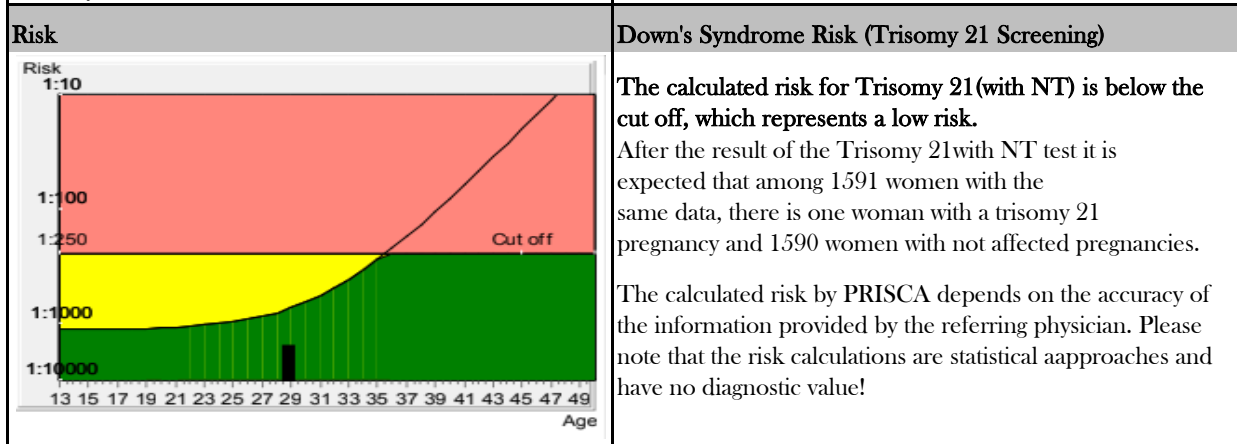 Risk
Risk
1:10
1:100
1:250
Cut off
1:1000
1:10000
13 15 17 19 21 23 25 27 29 31 33 35 37 39 41 43 45 47 49
Age
Down's Syndrome Risk (Trisomy 21 Screening)
The calculated risk for Trisomy 21(with NT) is below the
cut off, which represents a low risk.
After the result of the Trisomy 21with NT test it is
expected that among 1591 women with the
same data, there is one woman with a trisomy 21
pregnancy and 1590 women with not affected pregnancies.
The calculated risk by PRISCA depends on the accuracy of
the information provided by the referring physician. Please
note that the risk calculations are statistical aapproaches and
have no diagnostic value!